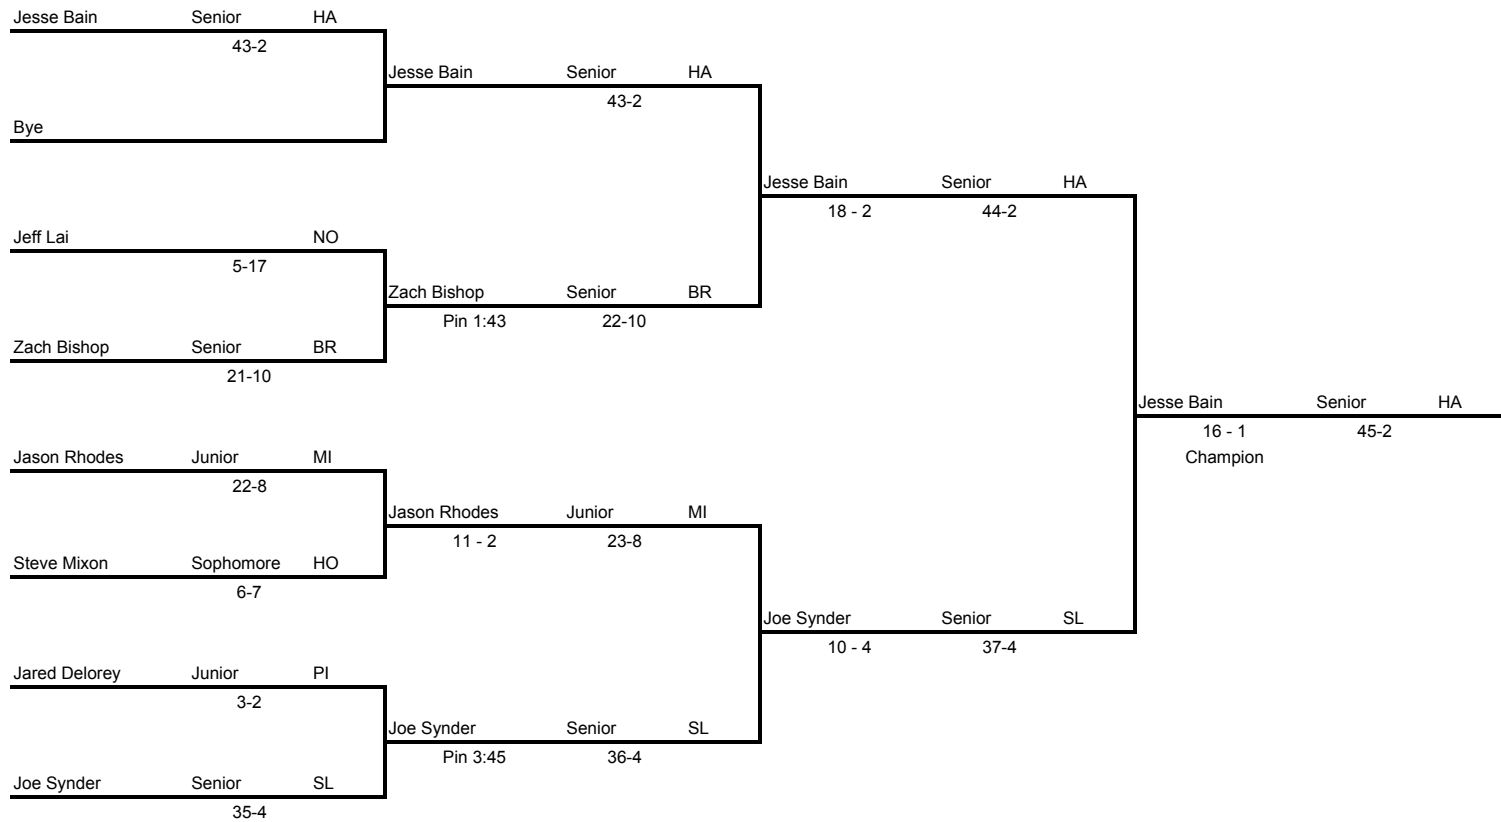 Jesse Bain Senior HA
43-2
Jesse Bain Senior HA
43-2
Bye
Jesse Bain Senior HA
18 - 2 44-2
Jeff Lai NO
5-17
Zach Bishop Senior BR
Pin 1:43 22-10
Zach Bishop Senior BR
21-10
Jesse Bain Senior HA
16 - 1 45-2
Champion
Jason Rhodes Junior MI
22-8
Jason Rhodes Junior MI
11 - 2 23-8
Steve Mixon Sophomore HO
6-7
Joe Synder Senior SL
10 - 4 37-4
Jared Delorey Junior PI
3-2
Joe Synder Senior SL
Pin 3:45 36-4
Joe Synder Senior SL
35-4